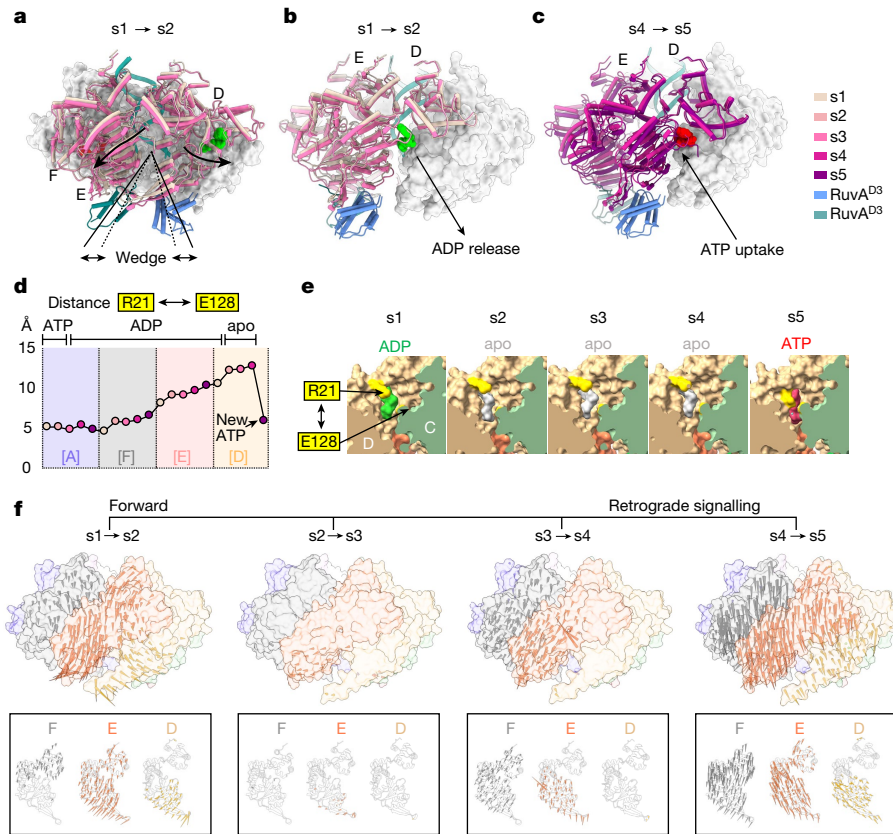 a
s1 → s2
D
F
E
Wedge
b
s1 → s2
E
D
ADP release
c
s4 → s5
E
D
ATP uptake
s1
s2
s3
s4
s5
RuvA^D3
RuvA^D3
d
Distance R21 ↔ E128
Å ATP ADP apo
15
10
5
0
New ATP
[A] [F] [E] [D]
e
s1 s2 s3 s4 s5
ADP apo apo apo ATP
R21
E128
D C
f
Forward Retrograde signalling
s1 → s2 s2 → s3 s3 → s4 s4 → s5
F E D F E D F E D F E D